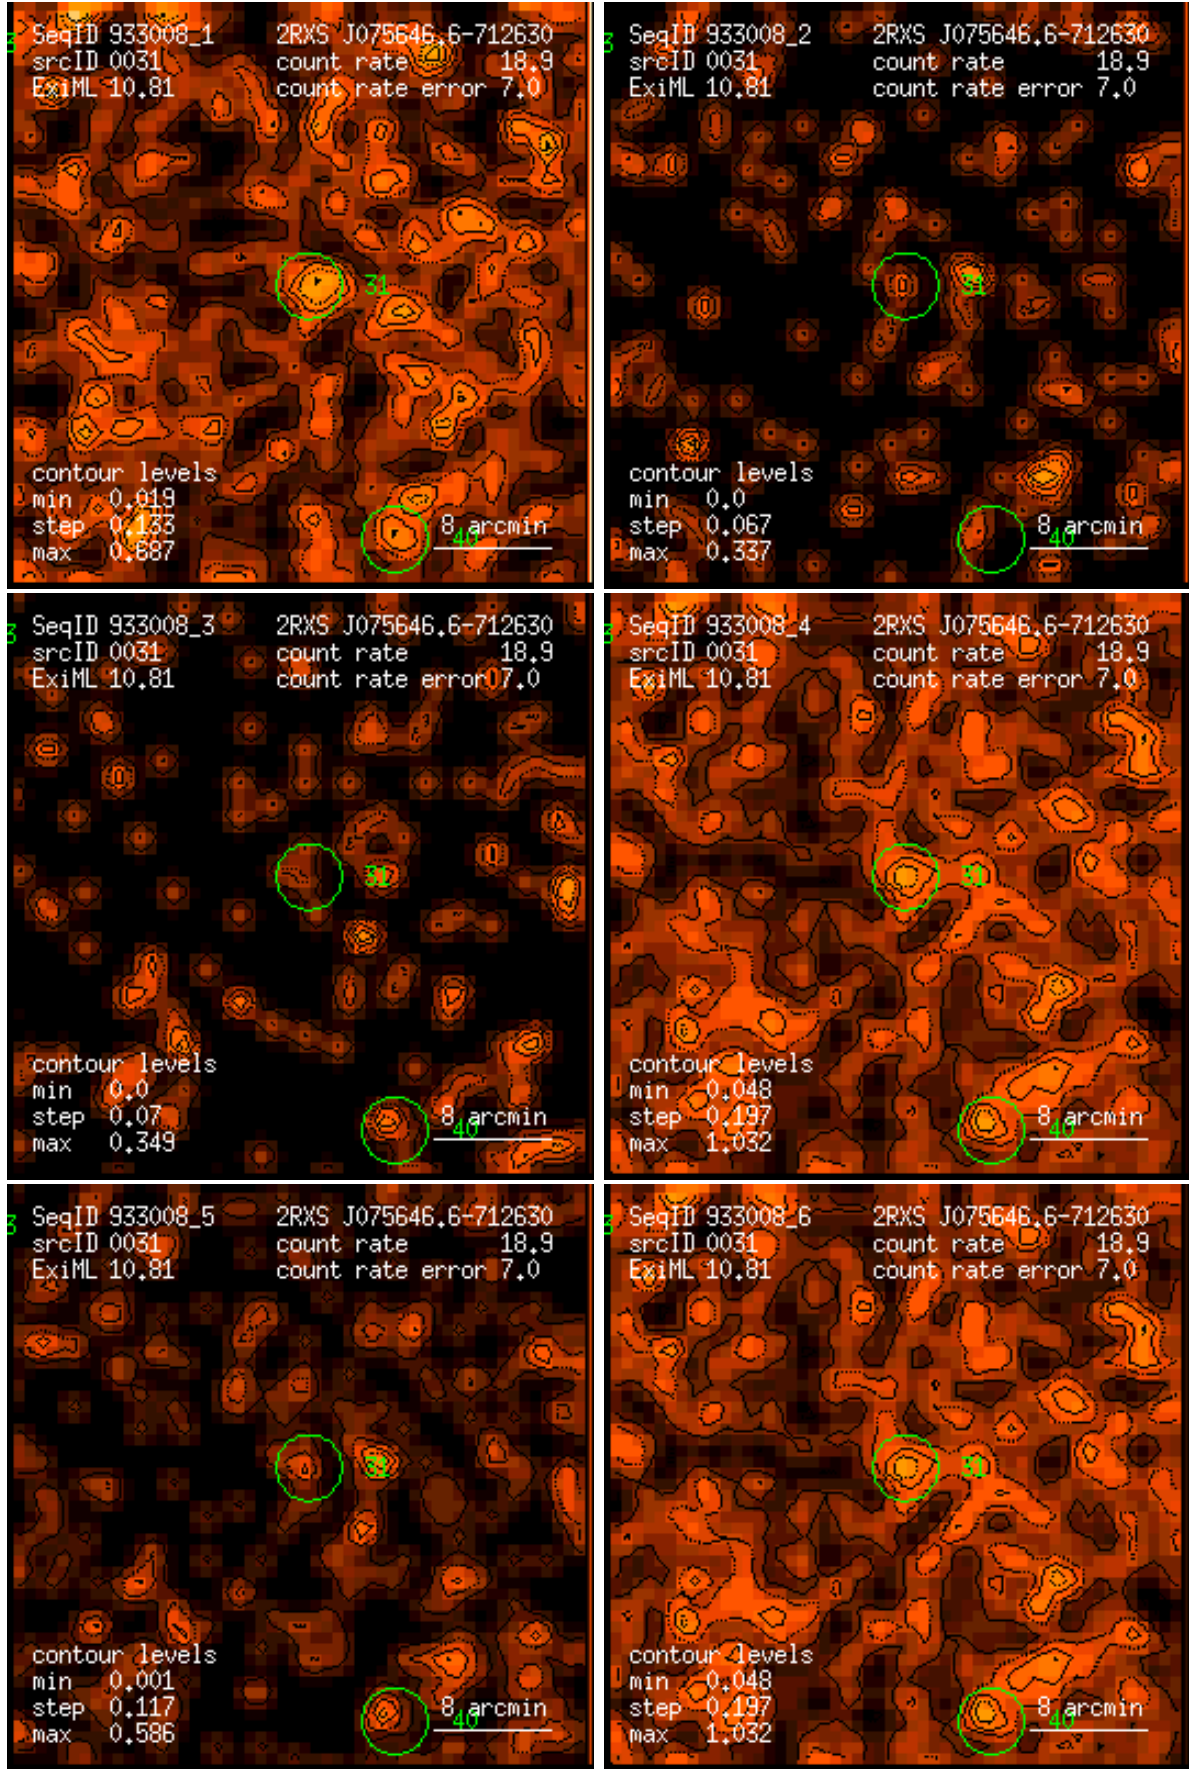 SeqID 933008_1 2RXS J075646.6-712630
3 srcID 0031 count rate 18.9
ExiML 10.81 count rate error 7.0
31
contour levels
min 0.019
step 0.133 8 arcmin
max 0.687 40
SeqID 933008_2 2RXS J075646.6-712630
3 srcID 0031 count rate 18.9
ExiML 10.81 count rate error 7.0
31
contour levels
min 0.0
step 0.067 8 arcmin
max 0.337 40
SeqID 933008_3 2RXS J075646.6-712630
3 srcID 0031 count rate 18.9
ExiML 10.81 count rate error 7.0
31
contour levels
min 0.0
step 0.07 8 arcmin
max 0.349 40
SeqID 933008_4 2RXS J075646.6-712630
3 srcID 0031 count rate 18.9
ExiML 10.81 count rate error 7.0
31
contour levels
min 0.048
step 0.197 8 arcmin
max 1.032 40
SeqID 933008_5 2RXS J075646.6-712630
3 srcID 0031 count rate 18.9
ExiML 10.81 count rate error 7.0
31
contour levels
min 0.001
step 0.117 8 arcmin
max 0.586 40
SeqID 933008_6 2RXS J075646.6-712630
3 srcID 0031 count rate 18.9
ExiML 10.81 count rate error 7.0
31
contour levels
min 0.048
step 0.197 8 arcmin
max 1.032 40